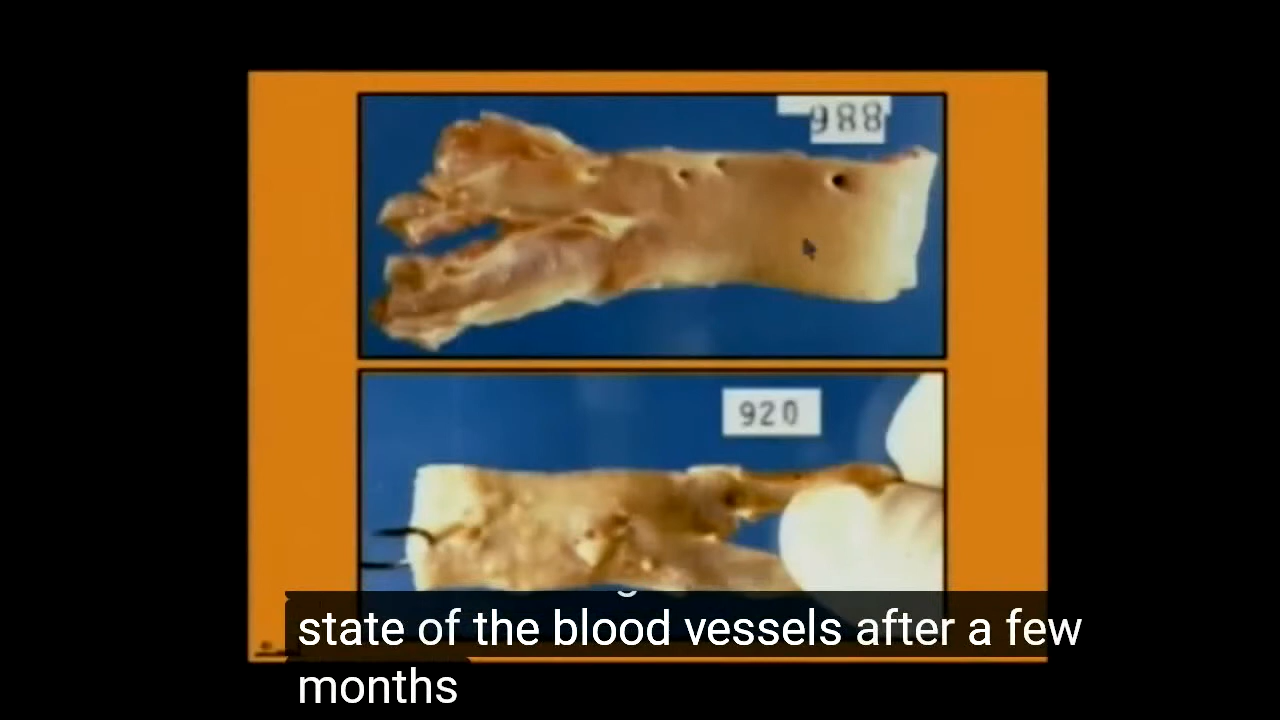 988
920
state of the blood vessels after a few
months